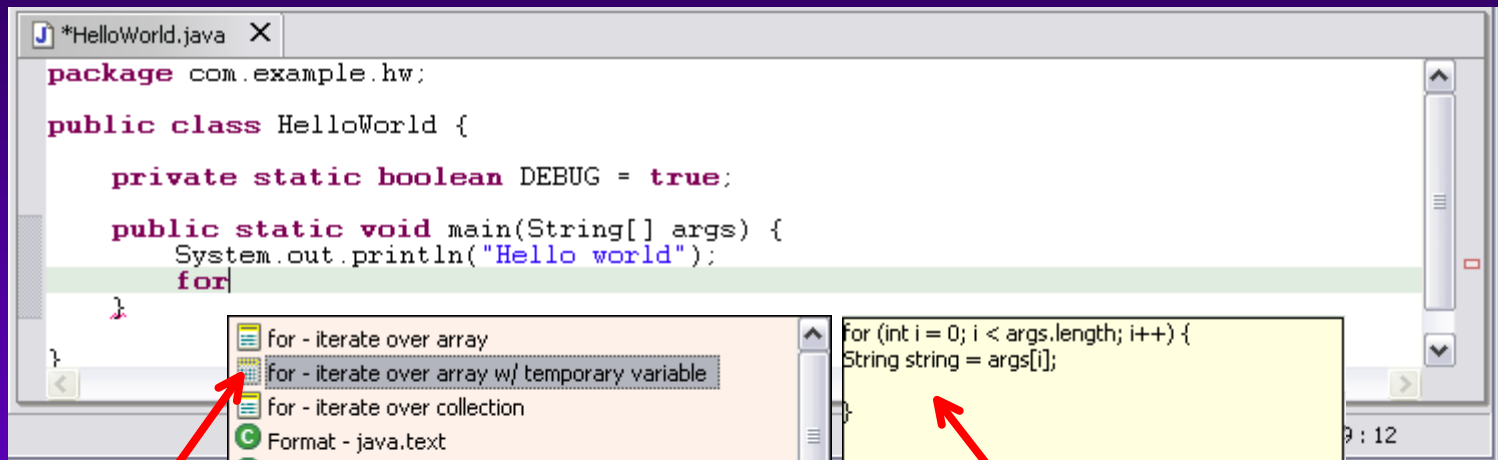 *HelloWorld.java
package com.example.hw;
public class HelloWorld {
private static boolean DEBUG = true;
public static void main(String[] args) {
System.out.println("Hello world");
for
}
}
for - iterate over array
for - iterate over array w/ temporary variable
for - iterate over collection
Format - java.text
for (int i = 0; i < args.length; i++) {
String string = args[i];
}
: 12